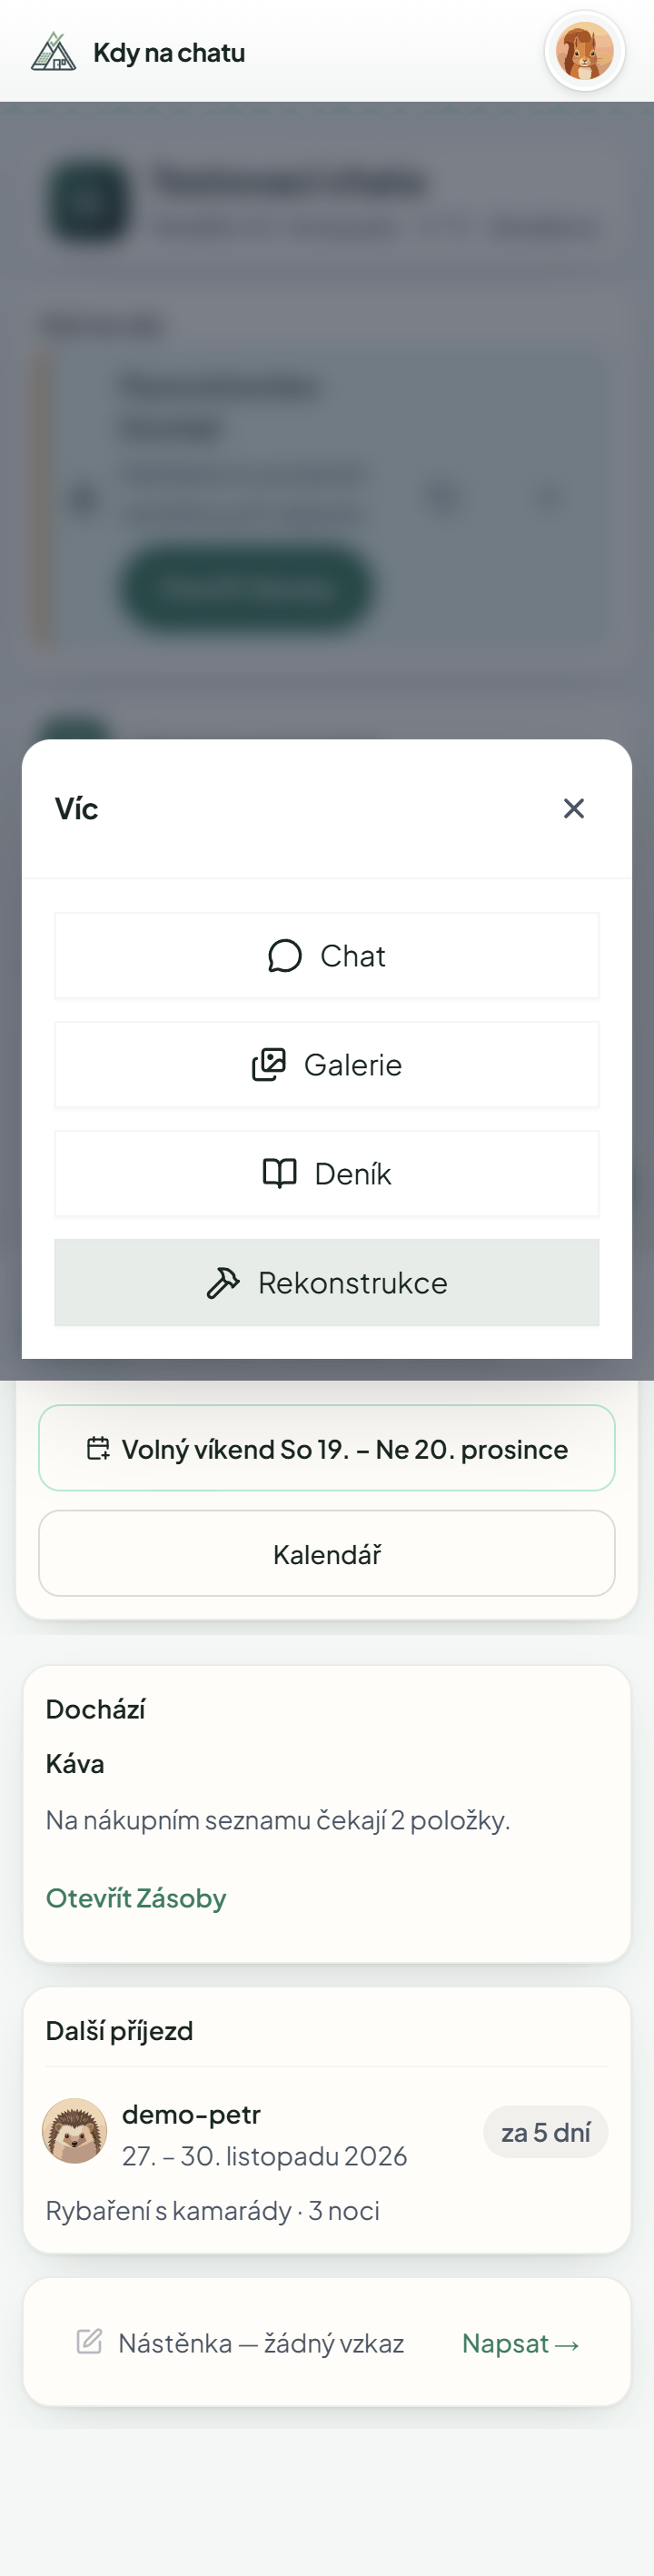 Kdy na chatu
Víc
Chat
Galerie
Deník
Rekonstrukce
Volný víkend So 19. – Ne 20. prosince
Kalendář
Dochází
Káva
Na nákupním seznamu čekají 2 položky.
Otevřít Zásoby
Další příjezd
demo-petr
za 5 dní
27. – 30. listopadu 2026
Rybaření s kamarády · 3 noci
Nástěnka — žádný vzkaz
Napsat →